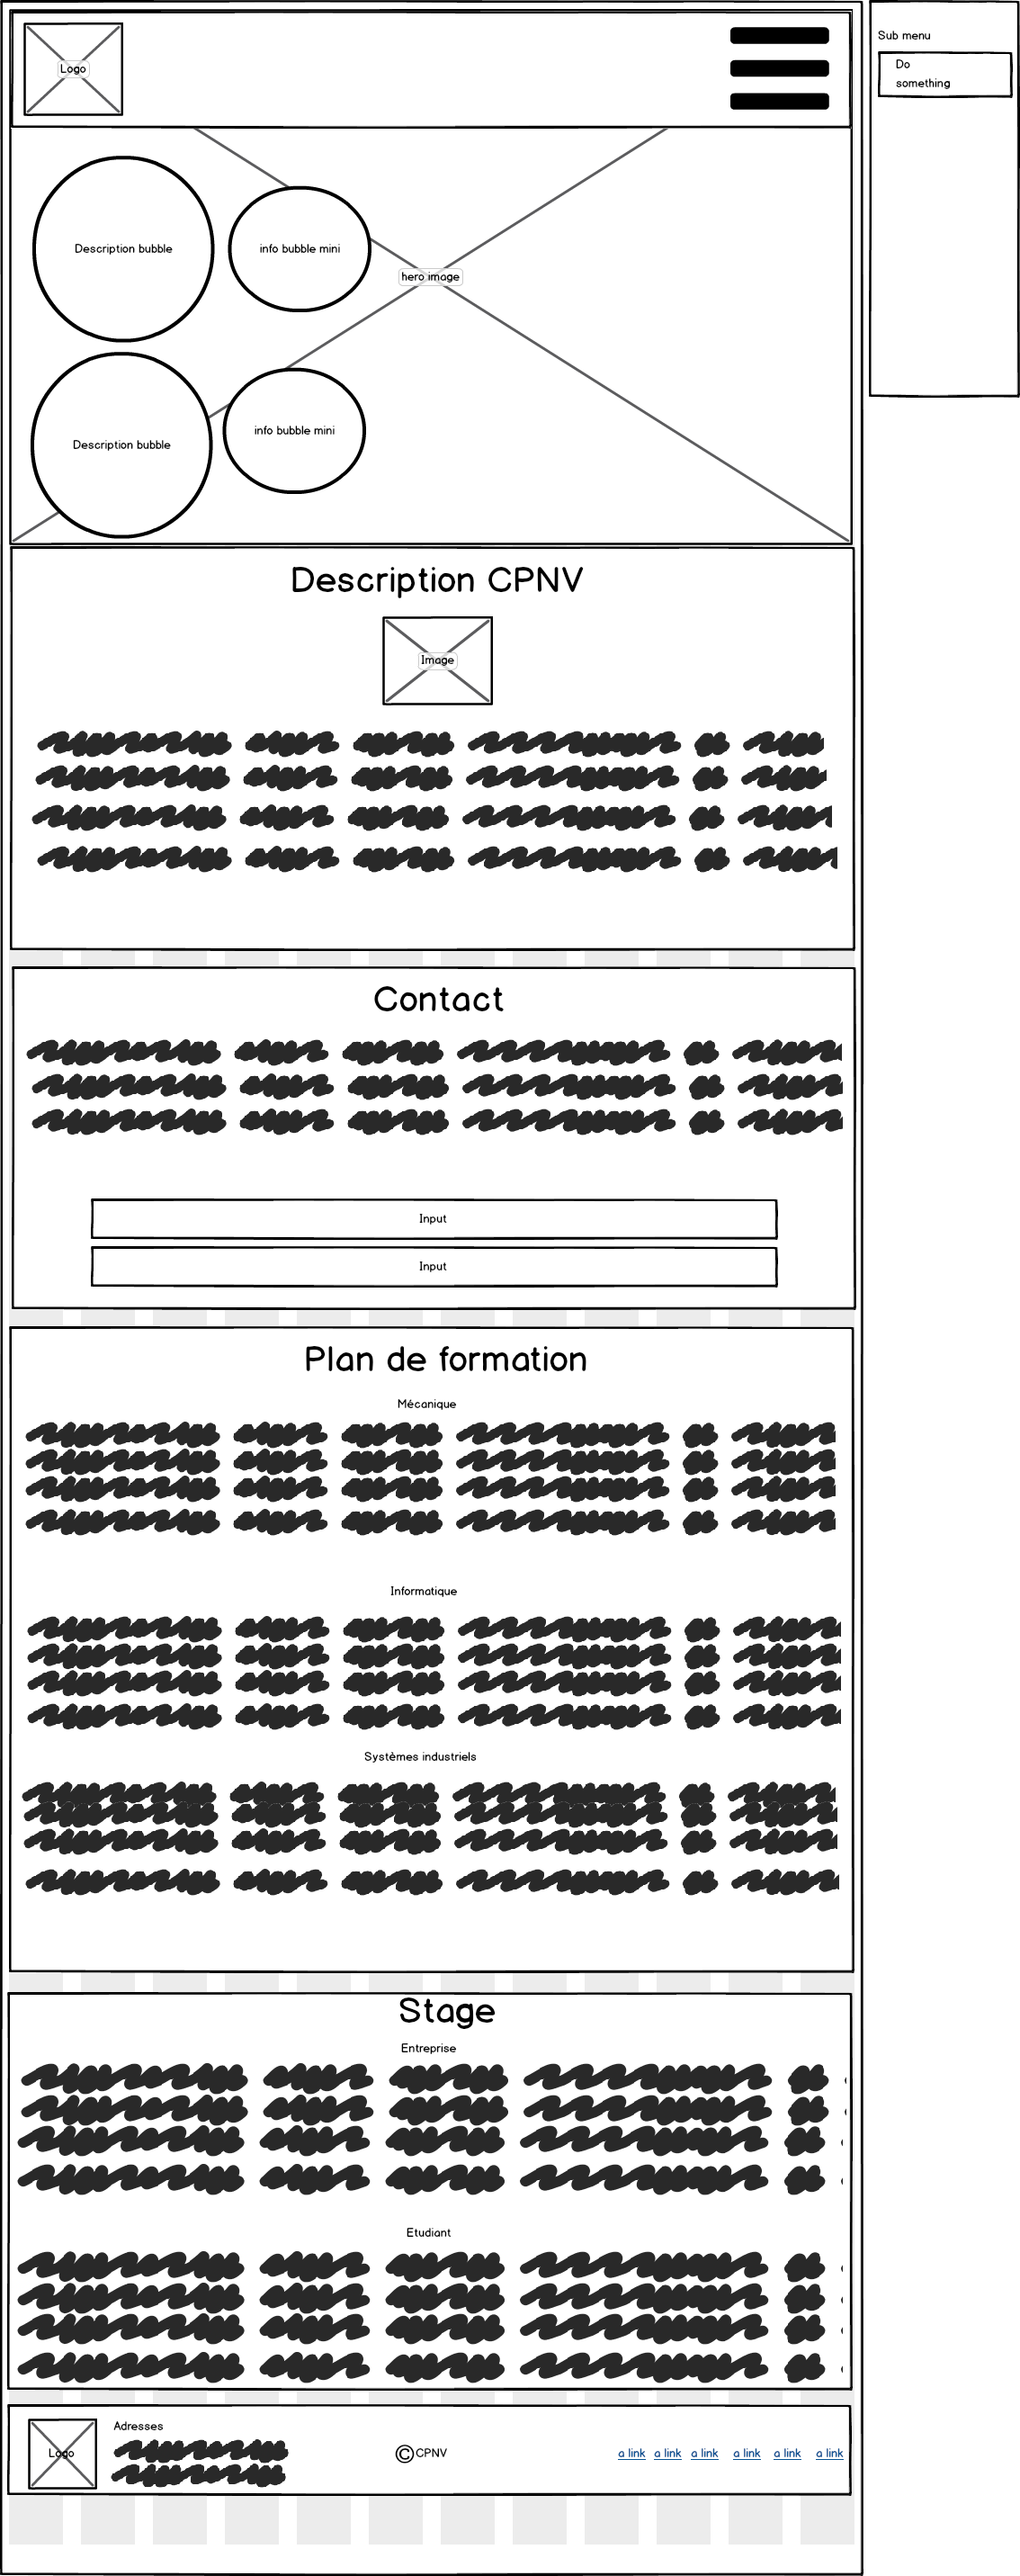 Logo
Sub menu
Do
something
Description bubble
info bubble mini
hero image
Description bubble
info bubble mini
Description CPNV
Image
Contact
Input
Input
Plan de formation
Mécanique
Informatique
Systèmes industriels
Stage
Entreprise
Etudiant
Logo
Adresses
© CPNV
a link a link a link a link a link a link